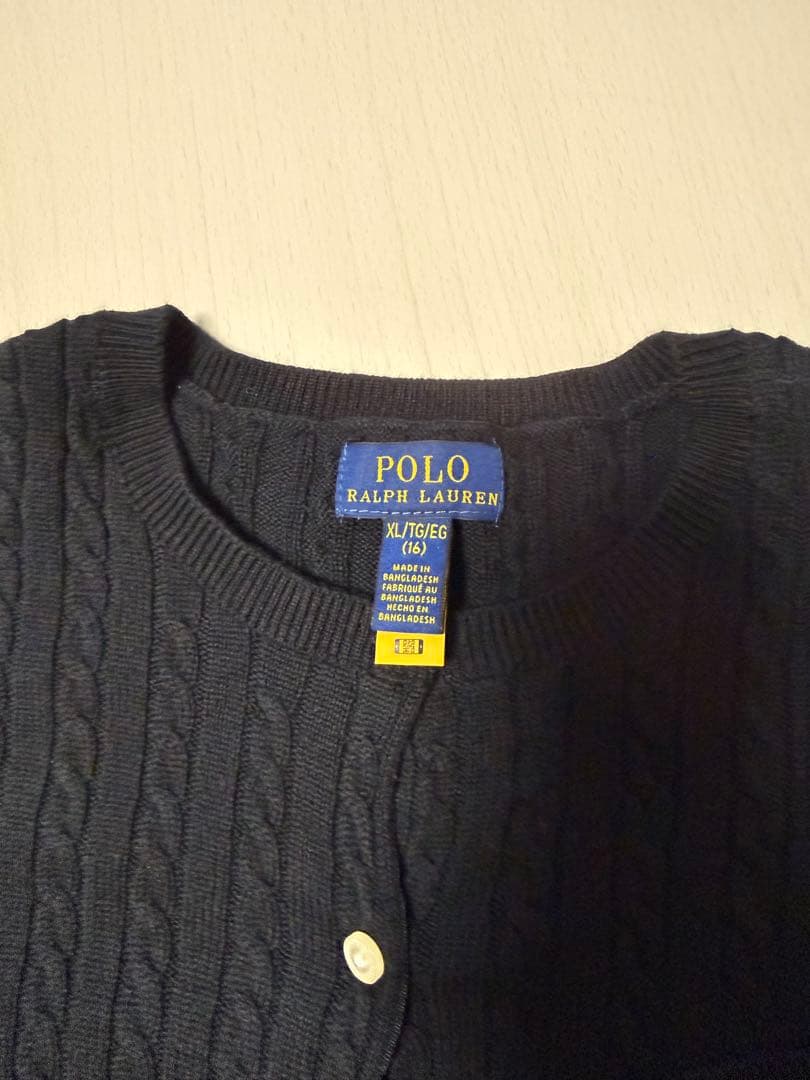 POLO
RALPH LAUREN
XL/TG/EG
(16)
MADE IN
BANGLADESH
FABRIQUÉ AU
BANGLADESH
HECHO EN
BANGLADESH